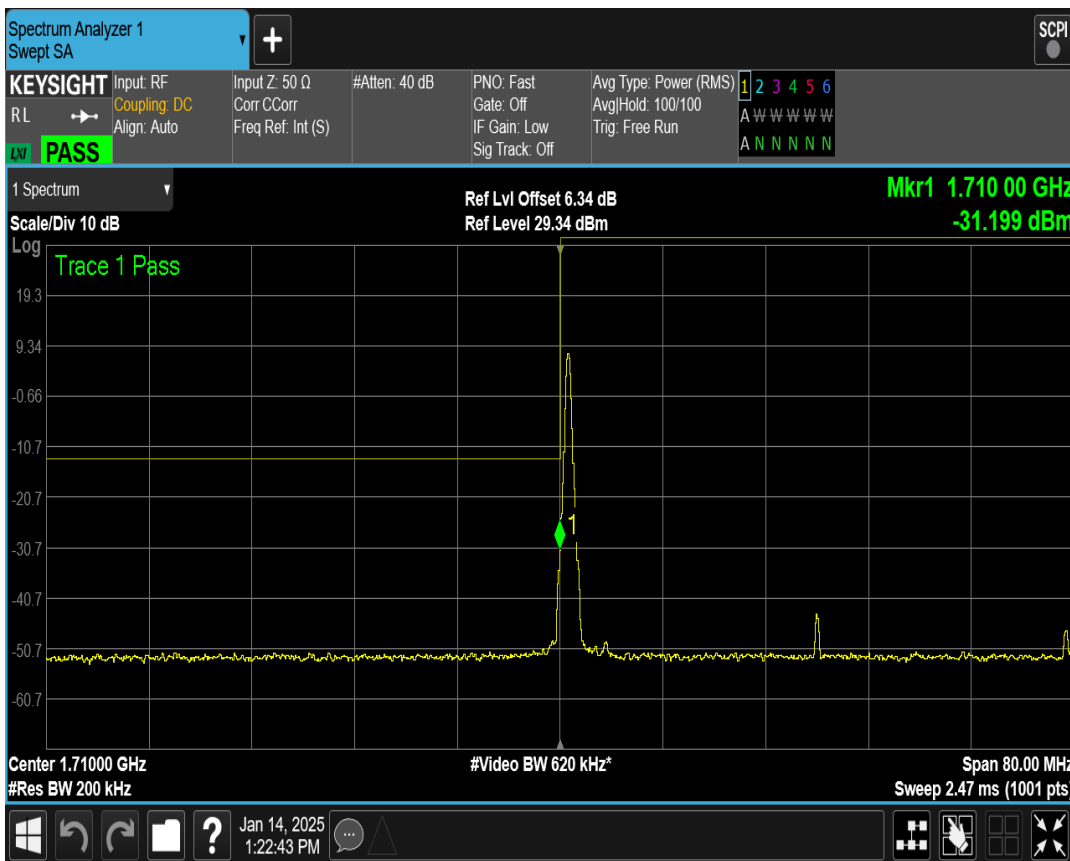 Spectrum Analyzer 1
Swept SA
+
SCPI
KEYSIGHT
RL
LXI PASS
Input: RF
Coupling: DC
Align: Auto
Input Z: 50 Ω
Corr CCorr
Freq Ref: Int (S)
#Atten: 40 dB
PNO: Fast
Gate: Off
IF Gain: Low
Sig Track: Off
Avg Type: Power (RMS)
Avg|Hold: 100/100
Trig: Free Run
1 2 3 4 5 6
A W W W W W
A N N N N N
1 Spectrum
Scale/Div 10 dB
Ref Lvl Offset 6.34 dB
Ref Level 29.34 dBm
Mkr1 1.710 00 GHz
-31.199 dBm
Log
Trace 1 Pass
19.3
9.34
-0.66
-10.7
-20.7
1
-30.7
-40.7
-50.7
-60.7
Center 1.71000 GHz
#Res BW 200 kHz
#Video BW 620 kHz*
Span 80.00 MHz
Sweep 2.47 ms (1001 pts)
?
Jan 14, 2025
1:22:43 PM